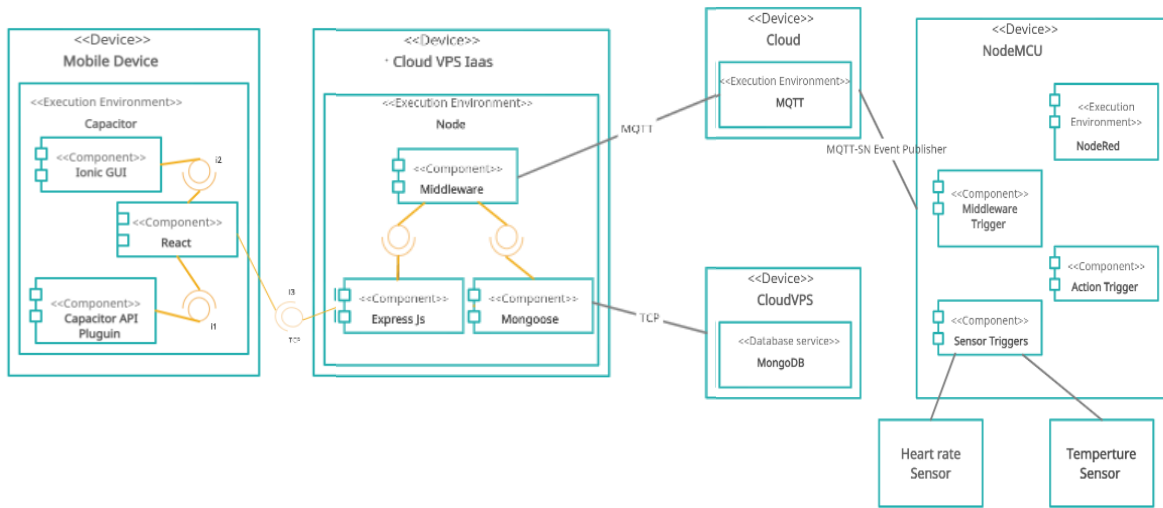 <<Device>>
Mobile Device
<<Execution Environment>>
Capacitor
<<Component>>
Ionic GUI
i2
<<Component>>
React
<<Component>>
Capacitor API
Pluguin
i1
i3
TCP
<<Device>>
Cloud VPS Iaas
<<Execution Environment>>
Node
<<Component>>
Middleware
<<Component>>
Express Js
<<Component>>
Mongoose
MQTT
TCP
<<Device>>
Cloud
<<Execution Environment>>
MQTT
MQTT-SN Event Publisher
<<Device>>
CloudVPS
<<Database service>>
MongoDB
<<Device>>
NodeMCU
<<Execution
Environment>>
NodeRed
<<Component>>
Middleware
Trigger
<<Component>>
Action Trigger
<<Component>>
Sensor Triggers
Heart rate
Sensor
Temperture
Sensor